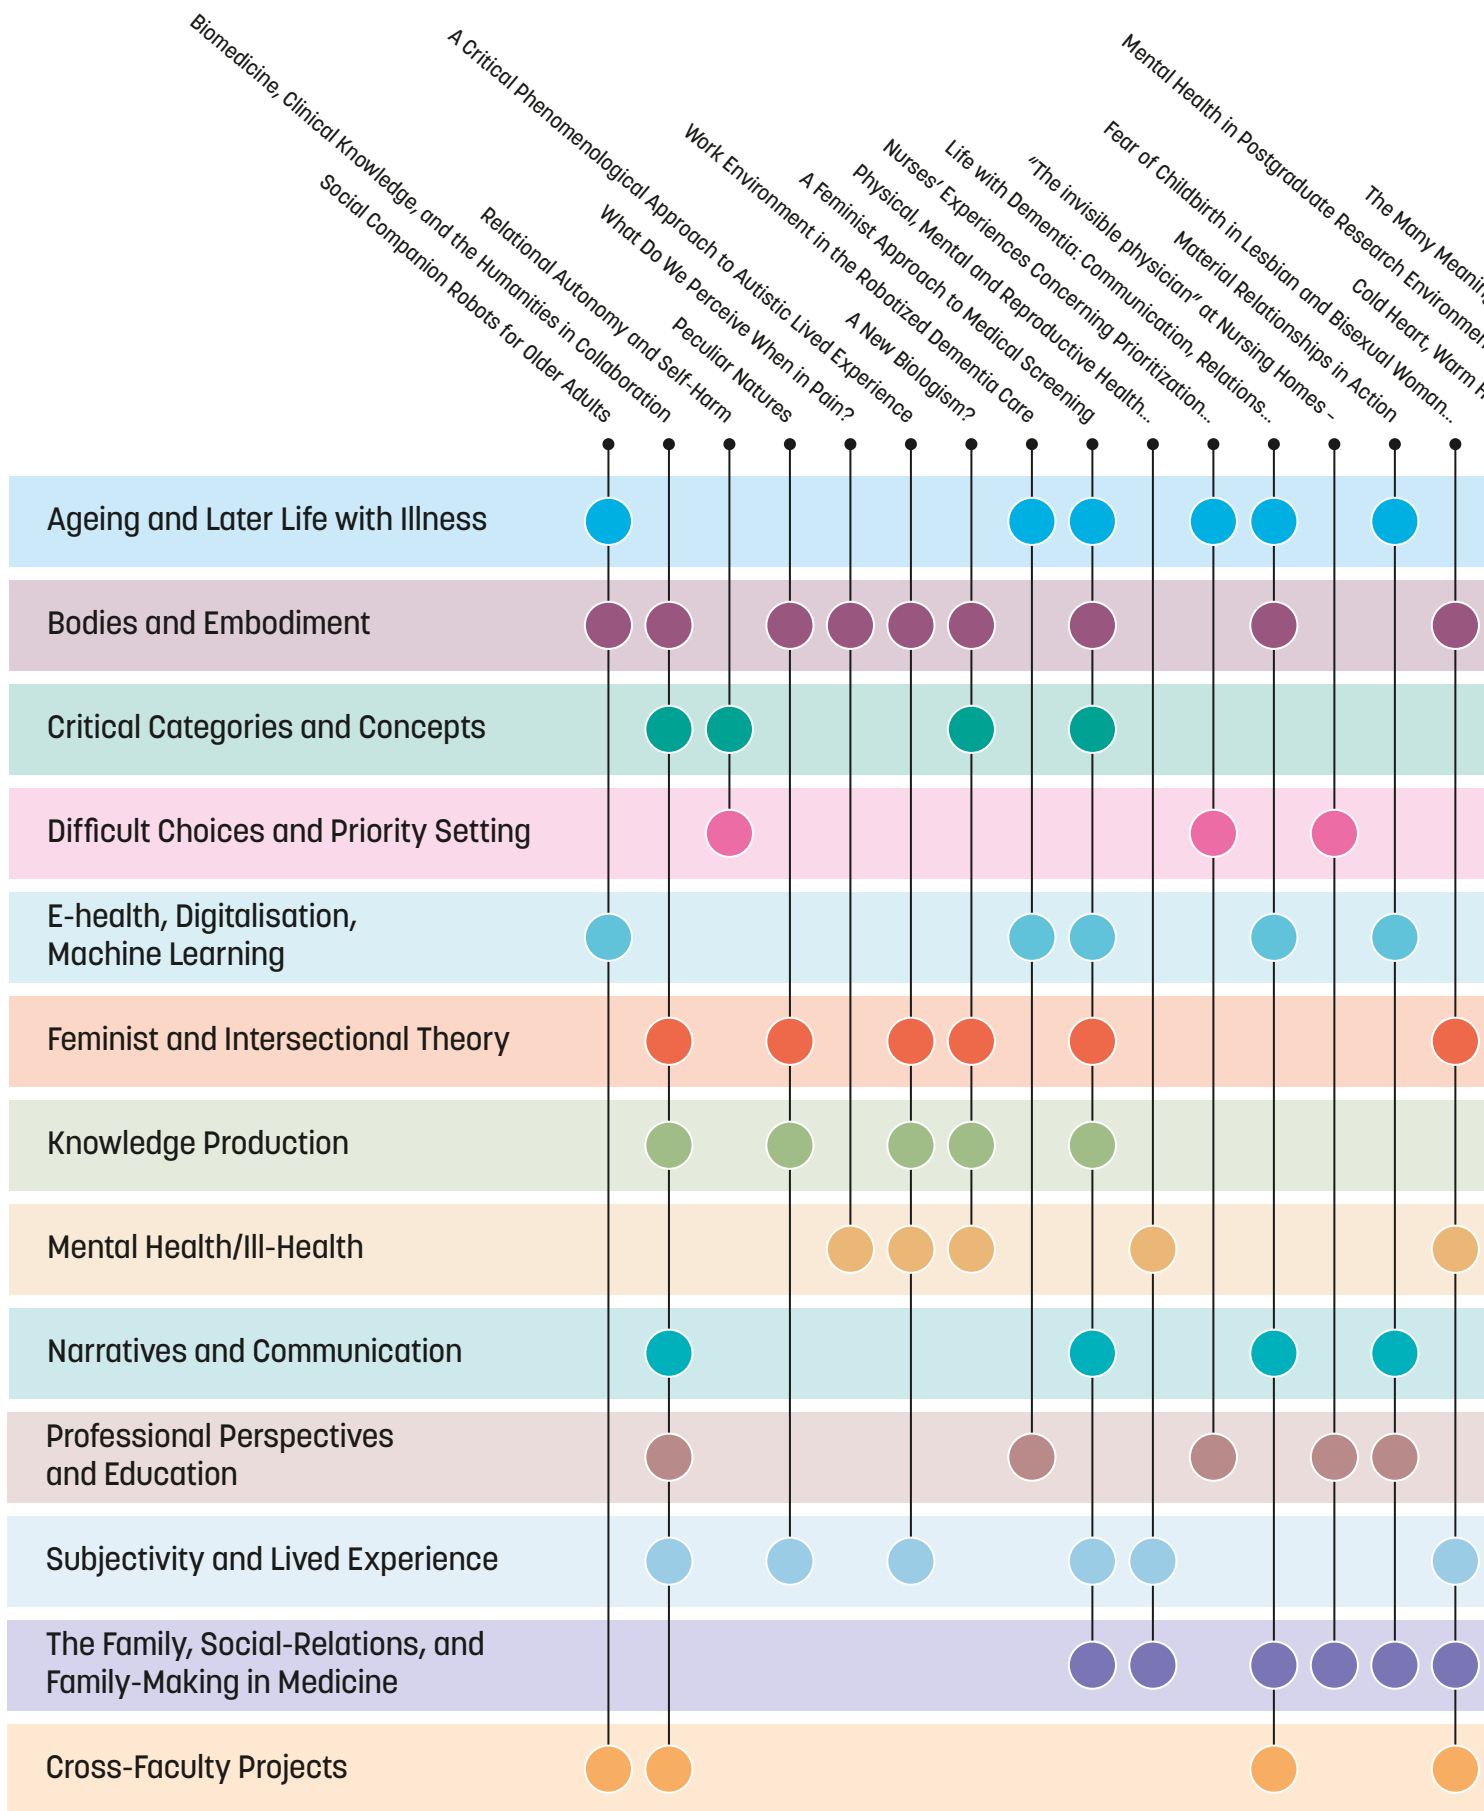 Social Companion Robots for Older Adults
Biomedicine, Clinical Knowledge, and the Humanities in Collaboration
Relational Autonomy and Self-Harm
Peculiar Natures
What Do We Perceive When in Pain?
A Critical Phenomenological Approach to Autistic Lived Experience
A New Biologism?
Work Environment in the Robotized Dementia Care
A Feminist Approach to Medical Screening
Physical, Mental and Reproductive Health...
Nurses' Experiences Concerning Prioritization...
Life with Dementia: Communication, Relations...
"The invisible physician" at Nursing Homes -
Material Relationships in Action
Fear of Childbirth in Lesbian and Bisexual Woman...
Mental Health in Postgraduate Research
Cold Heart, Warm
The Many
Ageing and Later Life with Illness
Bodies and Embodiment
Critical Categories and Concepts
Difficult Choices and Priority Setting
E-health, Digitalisation,
Machine Learning
Feminist and Intersectional Theory
Knowledge Production
Mental Health/Ill-Health
Narratives and Communication
Professional Perspectives
and Education
Subjectivity and Lived Experience
The Family, Social-Relations, and
Family-Making in Medicine
Cross-Faculty Projects